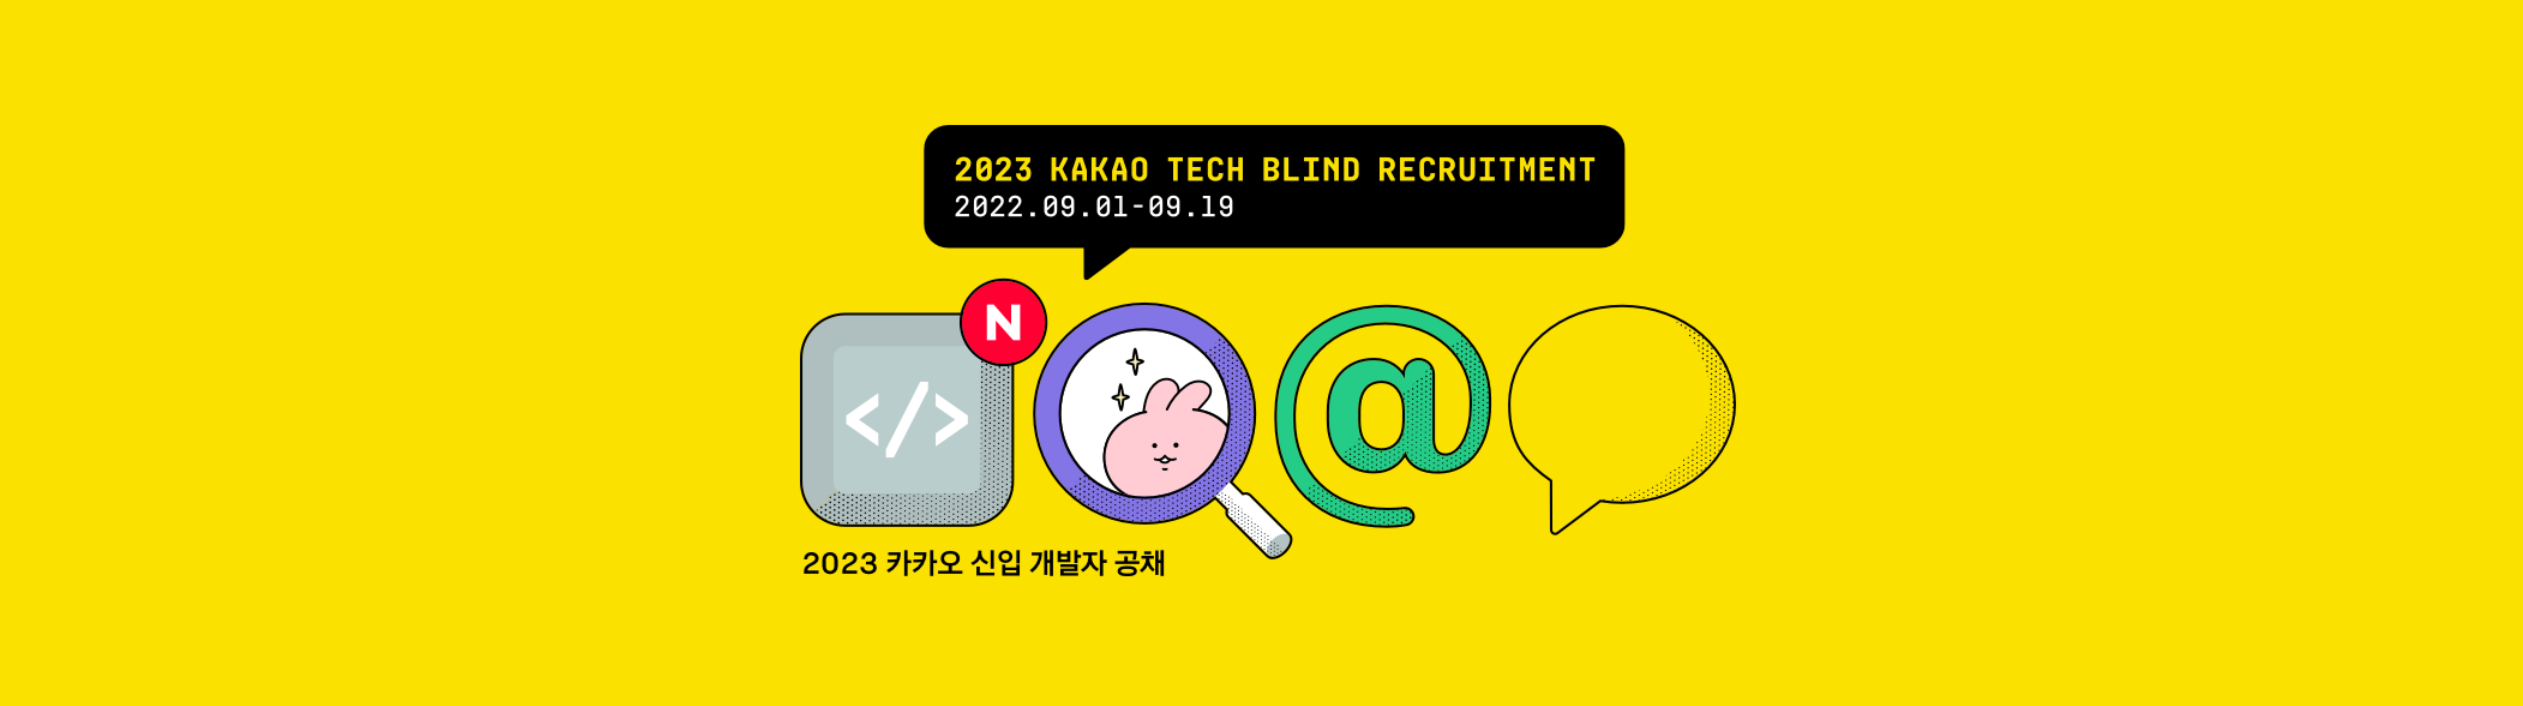 2023 KAKAO TECH BLIND RECRUITMENT
2022.09.01-09.19
N
</>
@
2023 카카오 신입 개발자 공채